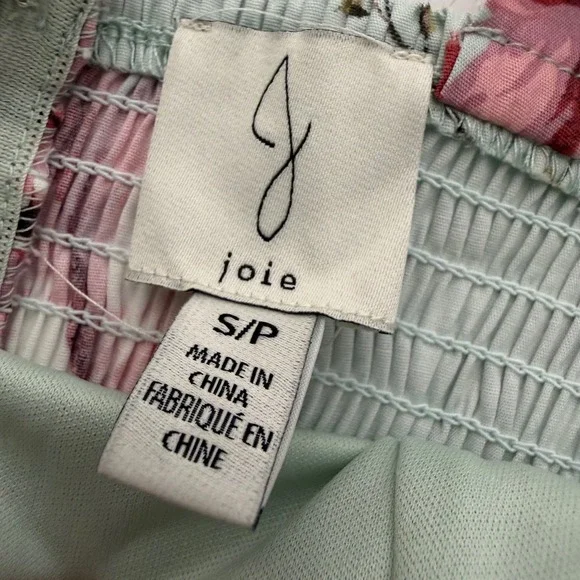 joie
S/P
MADE IN
CHINA
FABRIQUÉ EN
CHINE